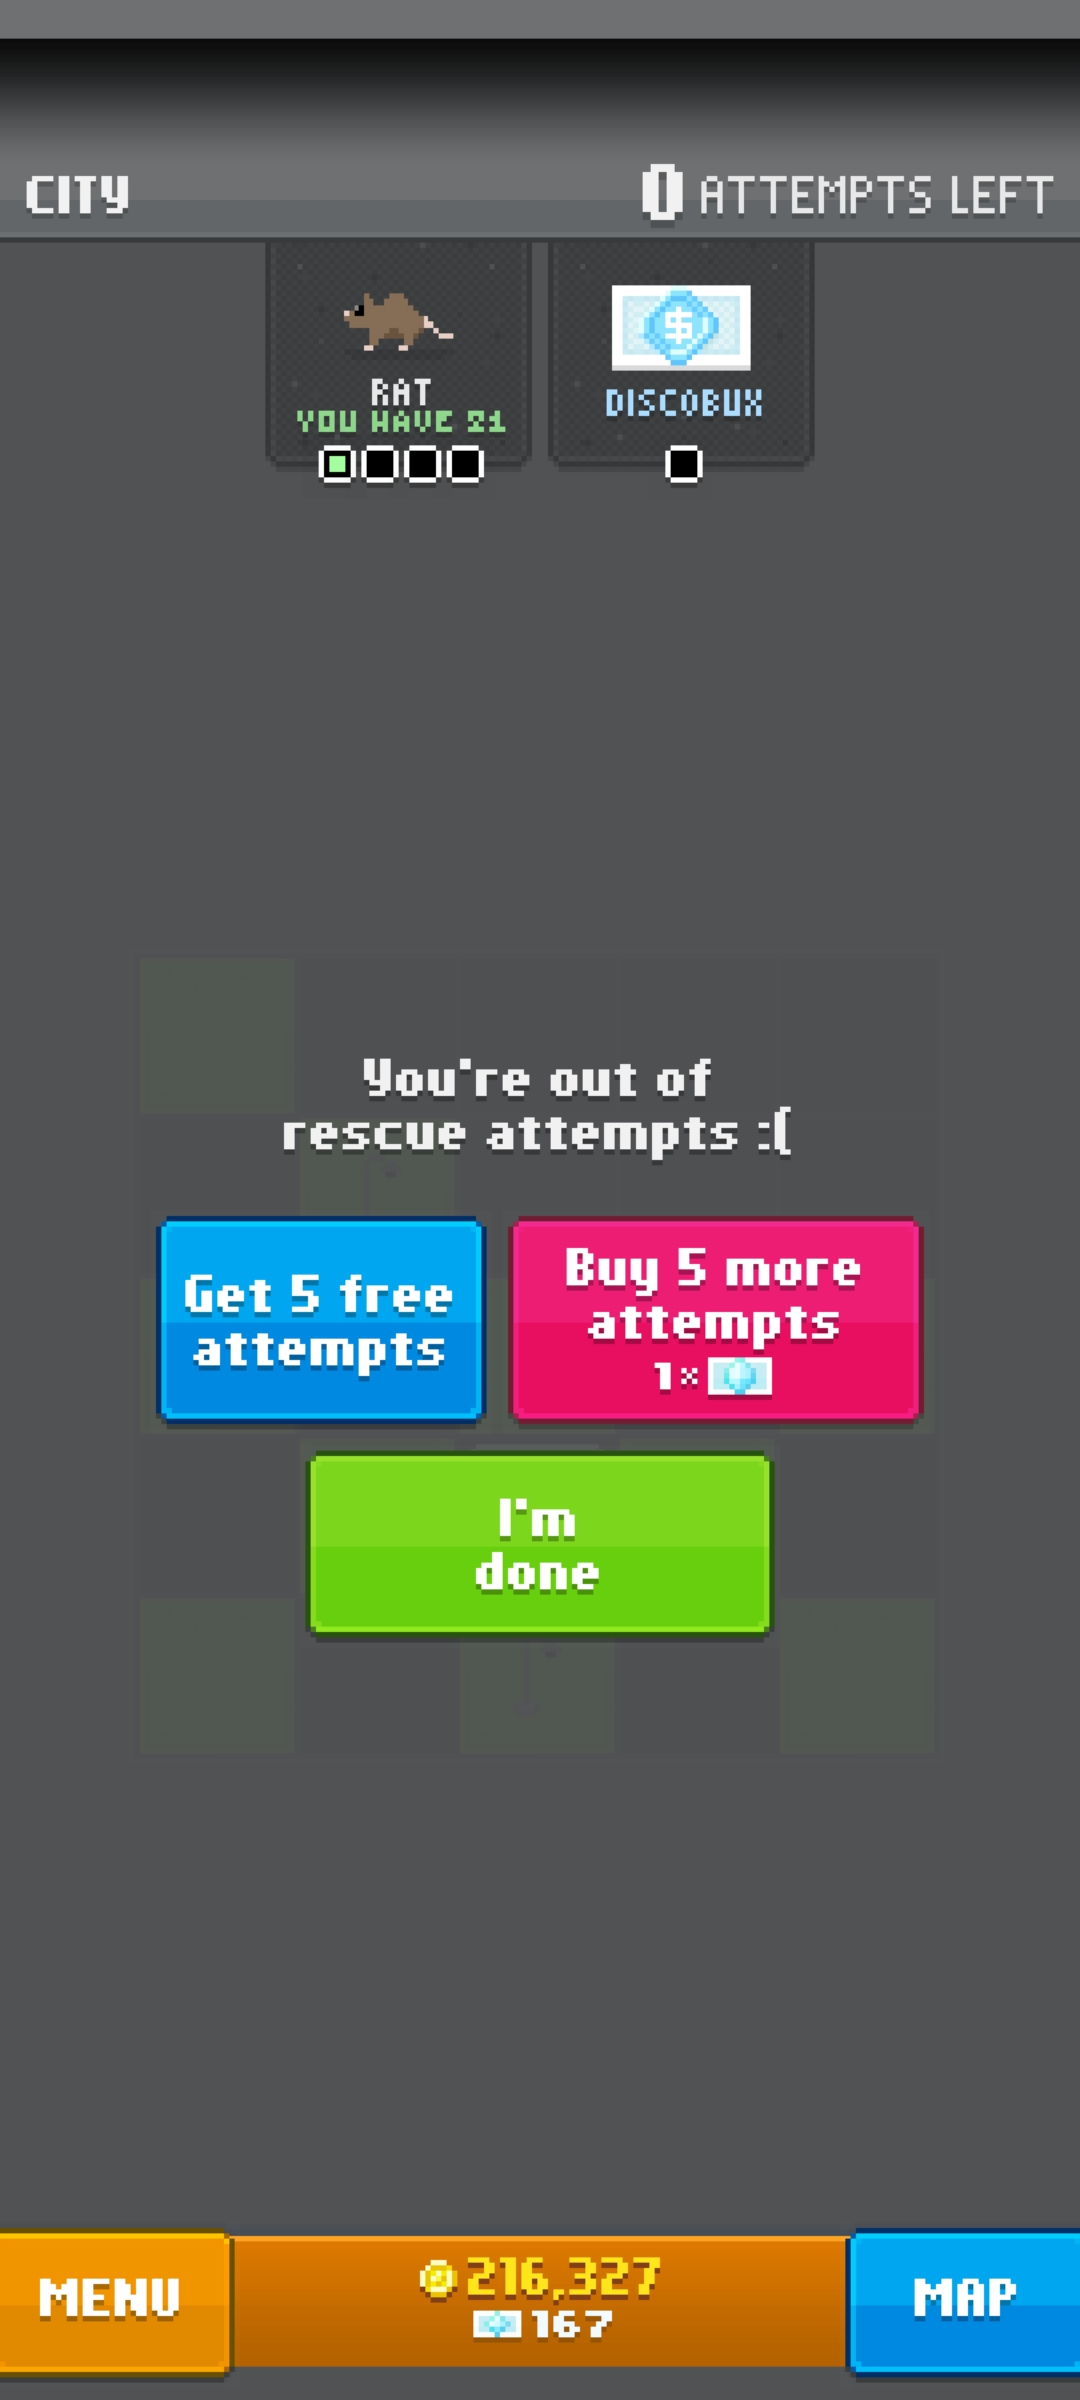 CITY
0 ATTEMPTS LEFT
RAT
YOU HAVE 21
$
DISCOBUX
You're out of
rescue attempts :(
Get 5 free
attempts
Buy 5 more
attempts
1×
I'm
done
MENU
216,327
167
MAP